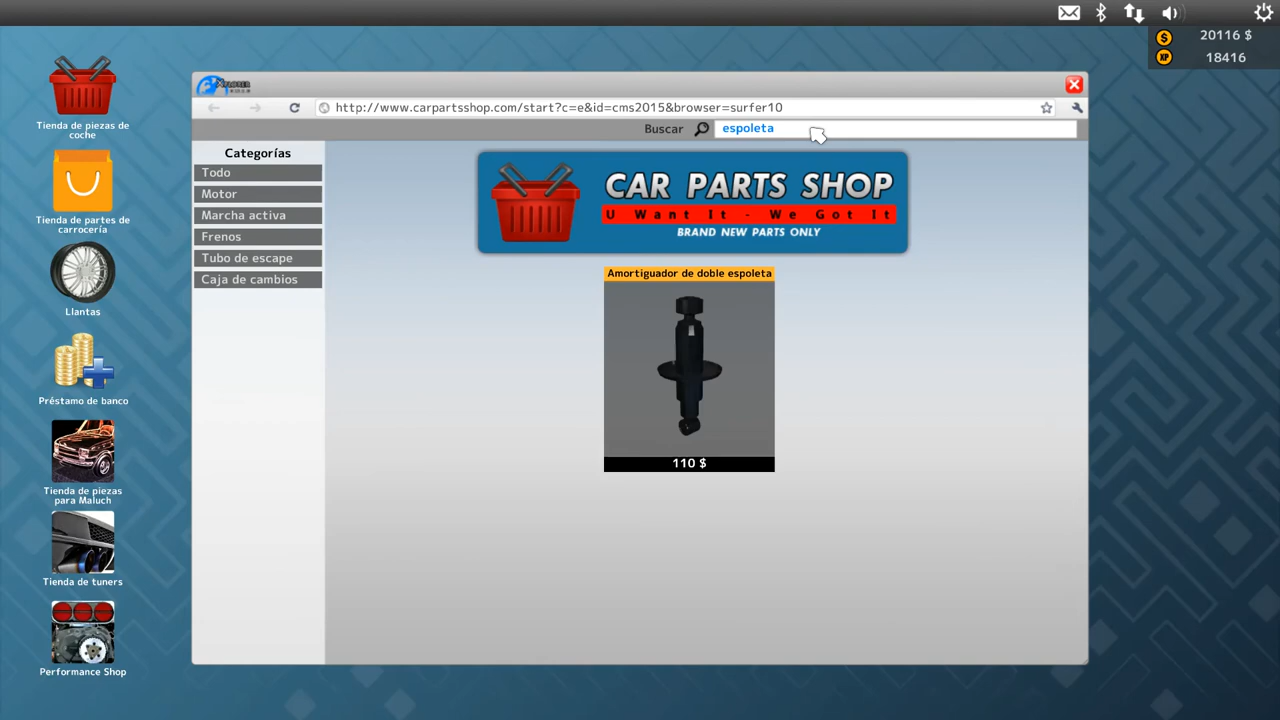 20116 $
XP 18416
Tienda de piezas de
coche
Tienda de partes de
carrocería
Llantas
Préstamo de banco
Tienda de piezas
para Maluch
Tienda de tuners
Performance Shop
http://www.carpartsshop.com/start?c=e&id=cms2015&browser=surfer10
Buscar espoleta
Categorías
Todo
Motor
Marcha activa
Frenos
Tubo de escape
Caja de cambios
CAR PARTS SHOP
U Want It - We Got It
BRAND NEW PARTS ONLY
Amortiguador de doble espoleta
110 $